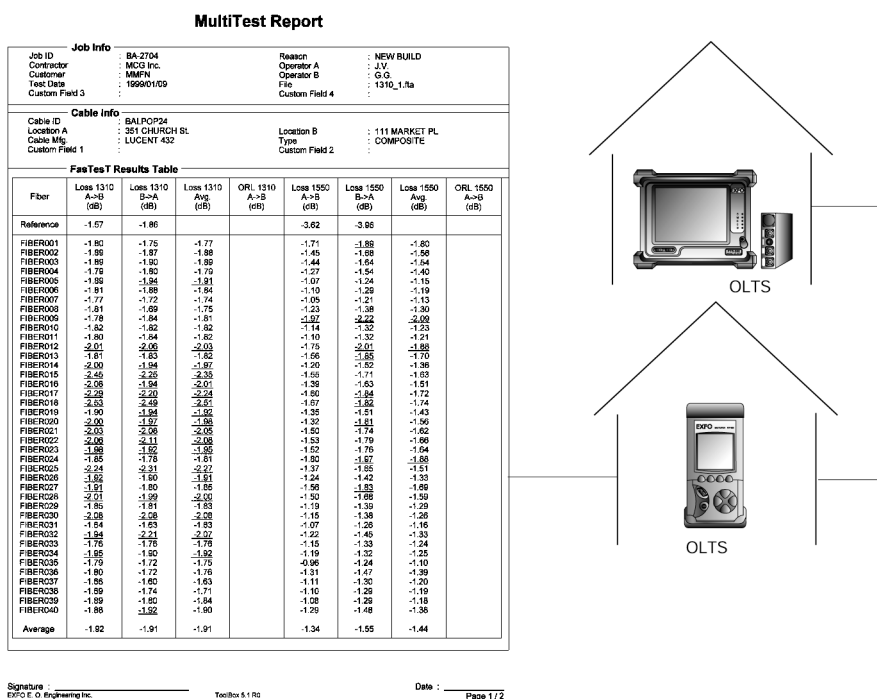 MultiTest Report
Job Info
Job ID : BA-2704 Reason : NEW BUILD
Contractor : MCG Inc. Operator A : J.V.
Customer : MMFN Operator B : G.G.
Test Date : 1999/01/09 File : 1310_1.fta
Custom Field 3 : Custom Field 4 :
Cable Info
Cable ID : BALPOP24
Location A : 351 CHURCH St. Location B : 111 MARKET PL
Cable Mfg. : LUCENT 432 Type : COMPOSITE
Custom Field 1 : Custom Field 2 :
FasTesT Results Table
Fiber Loss 1310 A->B (dB) Loss 1310 B->A (dB) Loss 1310 Avg. (dB) ORL 1310 A->B (dB) Loss 1550 A->B (dB) Loss 1550 B->A (dB) Loss 1550 Avg. (dB) ORL 1550 A->B (dB)
Reference -1.57 -1.86 -3.62 -3.96
FIBER001 -1.80 -1.75 -1.77 -1.71 -1.89 -1.80
FIBER002 -1.89 -1.87 -1.88 -1.45 -1.68 -1.56
FIBER003 -1.89 -1.90 -1.89 -1.44 -1.64 -1.54
FIBER004 -1.79 -1.80 -1.79 -1.27 -1.54 -1.40
FIBER005 -1.89 -1.94 -1.91 -1.07 -1.24 -1.15
FIBER006 -1.81 -1.88 -1.84 -1.10 -1.29 -1.19
FIBER007 -1.77 -1.72 -1.74 -1.05 -1.21 -1.13
FIBER008 -1.81 -1.69 -1.75 -1.23 -1.38 -1.30
FIBER009 -1.78 -1.84 -1.81 -1.97 -2.22 -2.09
FIBER010 -1.82 -1.82 -1.82 -1.14 -1.32 -1.23
FIBER011 -1.80 -1.84 -1.82 -1.10 -1.32 -1.21
FIBER012 -2.01 -2.06 -2.03 -1.75 -2.01 -1.88
FIBER013 -1.81 -1.83 -1.82 -1.56 -1.85 -1.70
FIBER014 -2.00 -1.94 -1.97 -1.20 -1.52 -1.36
FIBER015 -2.45 -2.25 -2.35 -1.55 -1.71 -1.63
FIBER016 -2.08 -1.94 -2.01 -1.39 -1.63 -1.51
FIBER017 -2.29 -2.20 -2.24 -1.60 -1.84 -1.72
FIBER018 -2.53 -2.49 -2.51 -1.67 -1.82 -1.74
FIBER019 -1.90 -1.94 -1.92 -1.35 -1.51 -1.43
FIBER020 -2.00 -1.97 -1.98 -1.32 -1.81 -1.56
FIBER021 -2.03 -2.08 -2.05 -1.50 -1.74 -1.62
FIBER022 -2.06 -2.11 -2.08 -1.53 -1.79 -1.66
FIBER023 -1.98 -1.92 -1.95 -1.52 -1.76 -1.64
FIBER024 -1.85 -1.78 -1.81 -1.80 -1.97 -1.88
FIBER025 -2.24 -2.31 -2.27 -1.37 -1.65 -1.51
FIBER026 -1.92 -1.90 -1.91 -1.24 -1.42 -1.33
FIBER027 -1.91 -1.80 -1.85 -1.56 -1.83 -1.69
FIBER028 -2.01 -1.99 -2.00 -1.50 -1.68 -1.59
FIBER029 -1.85 -1.81 -1.83 -1.19 -1.39 -1.29
FIBER030 -2.08 -2.08 -2.08 -1.15 -1.38 -1.26
FIBER031 -1.64 -1.63 -1.63 -1.07 -1.26 -1.16
FIBER032 -1.94 -2.21 -2.07 -1.22 -1.45 -1.33
FIBER033 -1.76 -1.76 -1.76 -1.15 -1.33 -1.24
FIBER034 -1.95 -1.90 -1.92 -1.19 -1.32 -1.25
FIBER035 -1.79 -1.72 -1.75 -0.96 -1.24 -1.10
FIBER036 -1.80 -1.72 -1.76 -1.31 -1.47 -1.39
FIBER037 -1.66 -1.60 -1.63 -1.11 -1.30 -1.20
FIBER038 -1.69 -1.74 -1.71 -1.10 -1.29 -1.19
FIBER039 -1.89 -1.80 -1.84 -1.08 -1.29 -1.18
FIBER040 -1.88 -1.92 -1.90 -1.29 -1.48 -1.38
Average -1.92 -1.91 -1.91 -1.34 -1.55 -1.44
Signature : Date :
EXFO E. O. Engineering Inc. ToolBox 5.1 R0 Page 1 / 2
OLTS
EXFO
OLTS